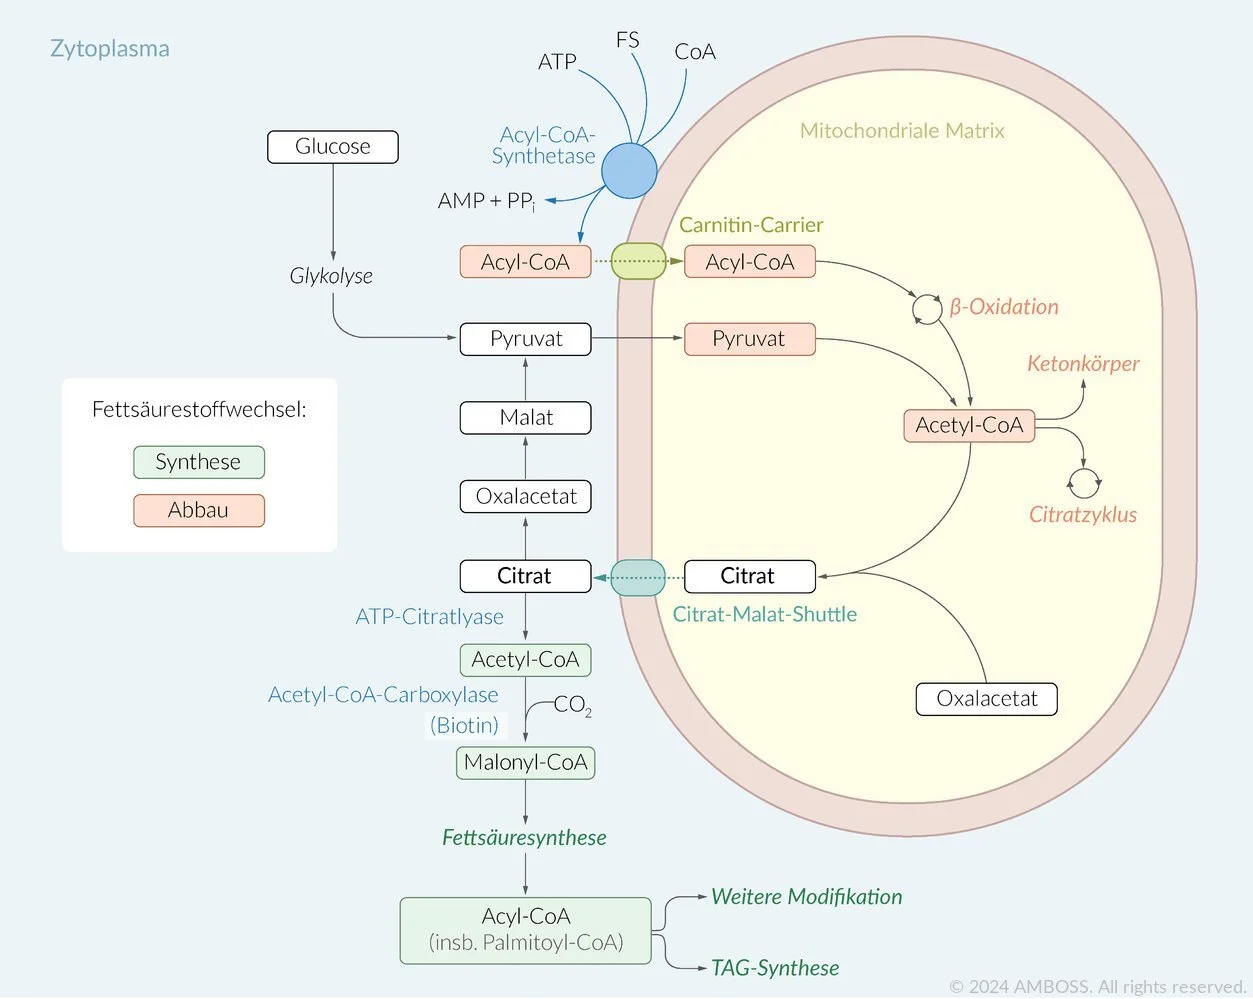 Zytoplasma
ATP
FS
CoA
Acyl-CoA-
Synthetase
AMP + PPi
Mitochondriale Matrix
Glucose
Carnitin-Carrier
Acyl-CoA
Acyl-CoA
Glykolyse
β-Oxidation
Pyruvat
Pyruvat
Ketonkörper
Fettsäurestoffwechsel:
Synthese
Abbau
Malat
Acetyl-CoA
Oxalacetat
Citratzyklus
Citrat
Citrat
Citrat-Malat-Shuttle
ATP-Citratlyase
Acetyl-CoA
Oxalacetat
Acetyl-CoA-Carboxylase
(Biotin)
CO2
Malonyl-CoA
Fettsäuresynthese
Acyl-CoA
(insb. Palmitoyl-CoA)
Weitere Modifikation
TAG-Synthese
© 2024 AMBOSS. All rights reserved.